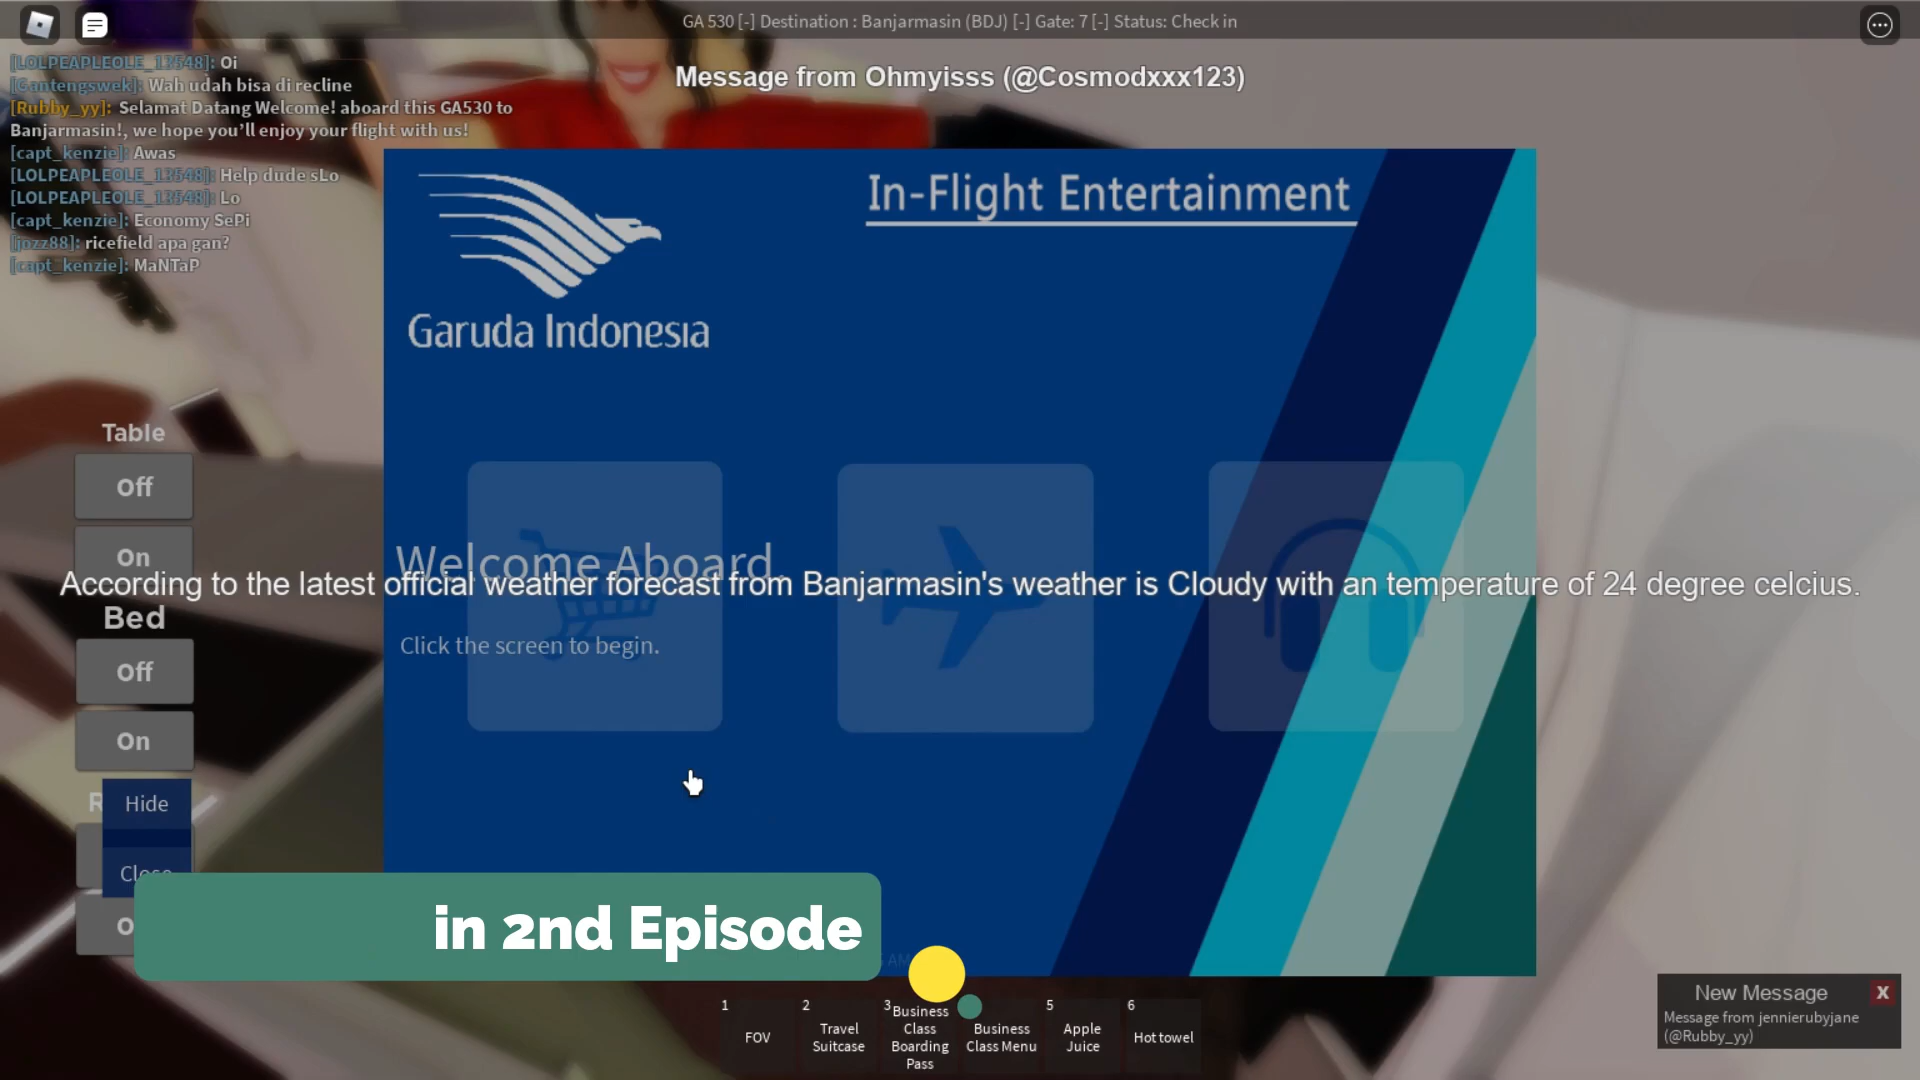 GA 530 [-] Destination : Banjarmasin (BDJ) [-] Gate: 7 [-] Status: Check in
Message from Ohmyisss (@Cosmodxxx123)
[LOLPEAPLEOLE_13548]: Oi
[Gantengswek]: Wah udah bisa di recline
[Rubby_yy]: Selamat Datang Welcome! aboard this GA530 to
Banjarmasin!, we hope you’ll enjoy your flight with us!
[capt_kenzie]: Awas
[LOLPEAPLEOLE_13548]: Help dude sLo
[LOLPEAPLEOLE_13548]: Lo
[capt_kenzie]: Economy SePi
[jozz88]: ricefield apa gan?
[capt_kenzie]: MaNTaP
In-Flight Entertainment
Garuda Indonesia
Table
Off
On
Welcome Aboard.
According to the latest official weather forecast from Banjarmasin's weather is Cloudy with an temperature of 24 degree celcius.
Click the screen to begin.
Bed
Off
On
Hide
Close
in 2nd Episode
AM
1 FOV
2 Travel Suitcase
3 Business Class Boarding Pass
Business Class Menu
5 Apple Juice
6 Hot towel
New Message X
Message from jennierubyjane
(@Rubby_yy)